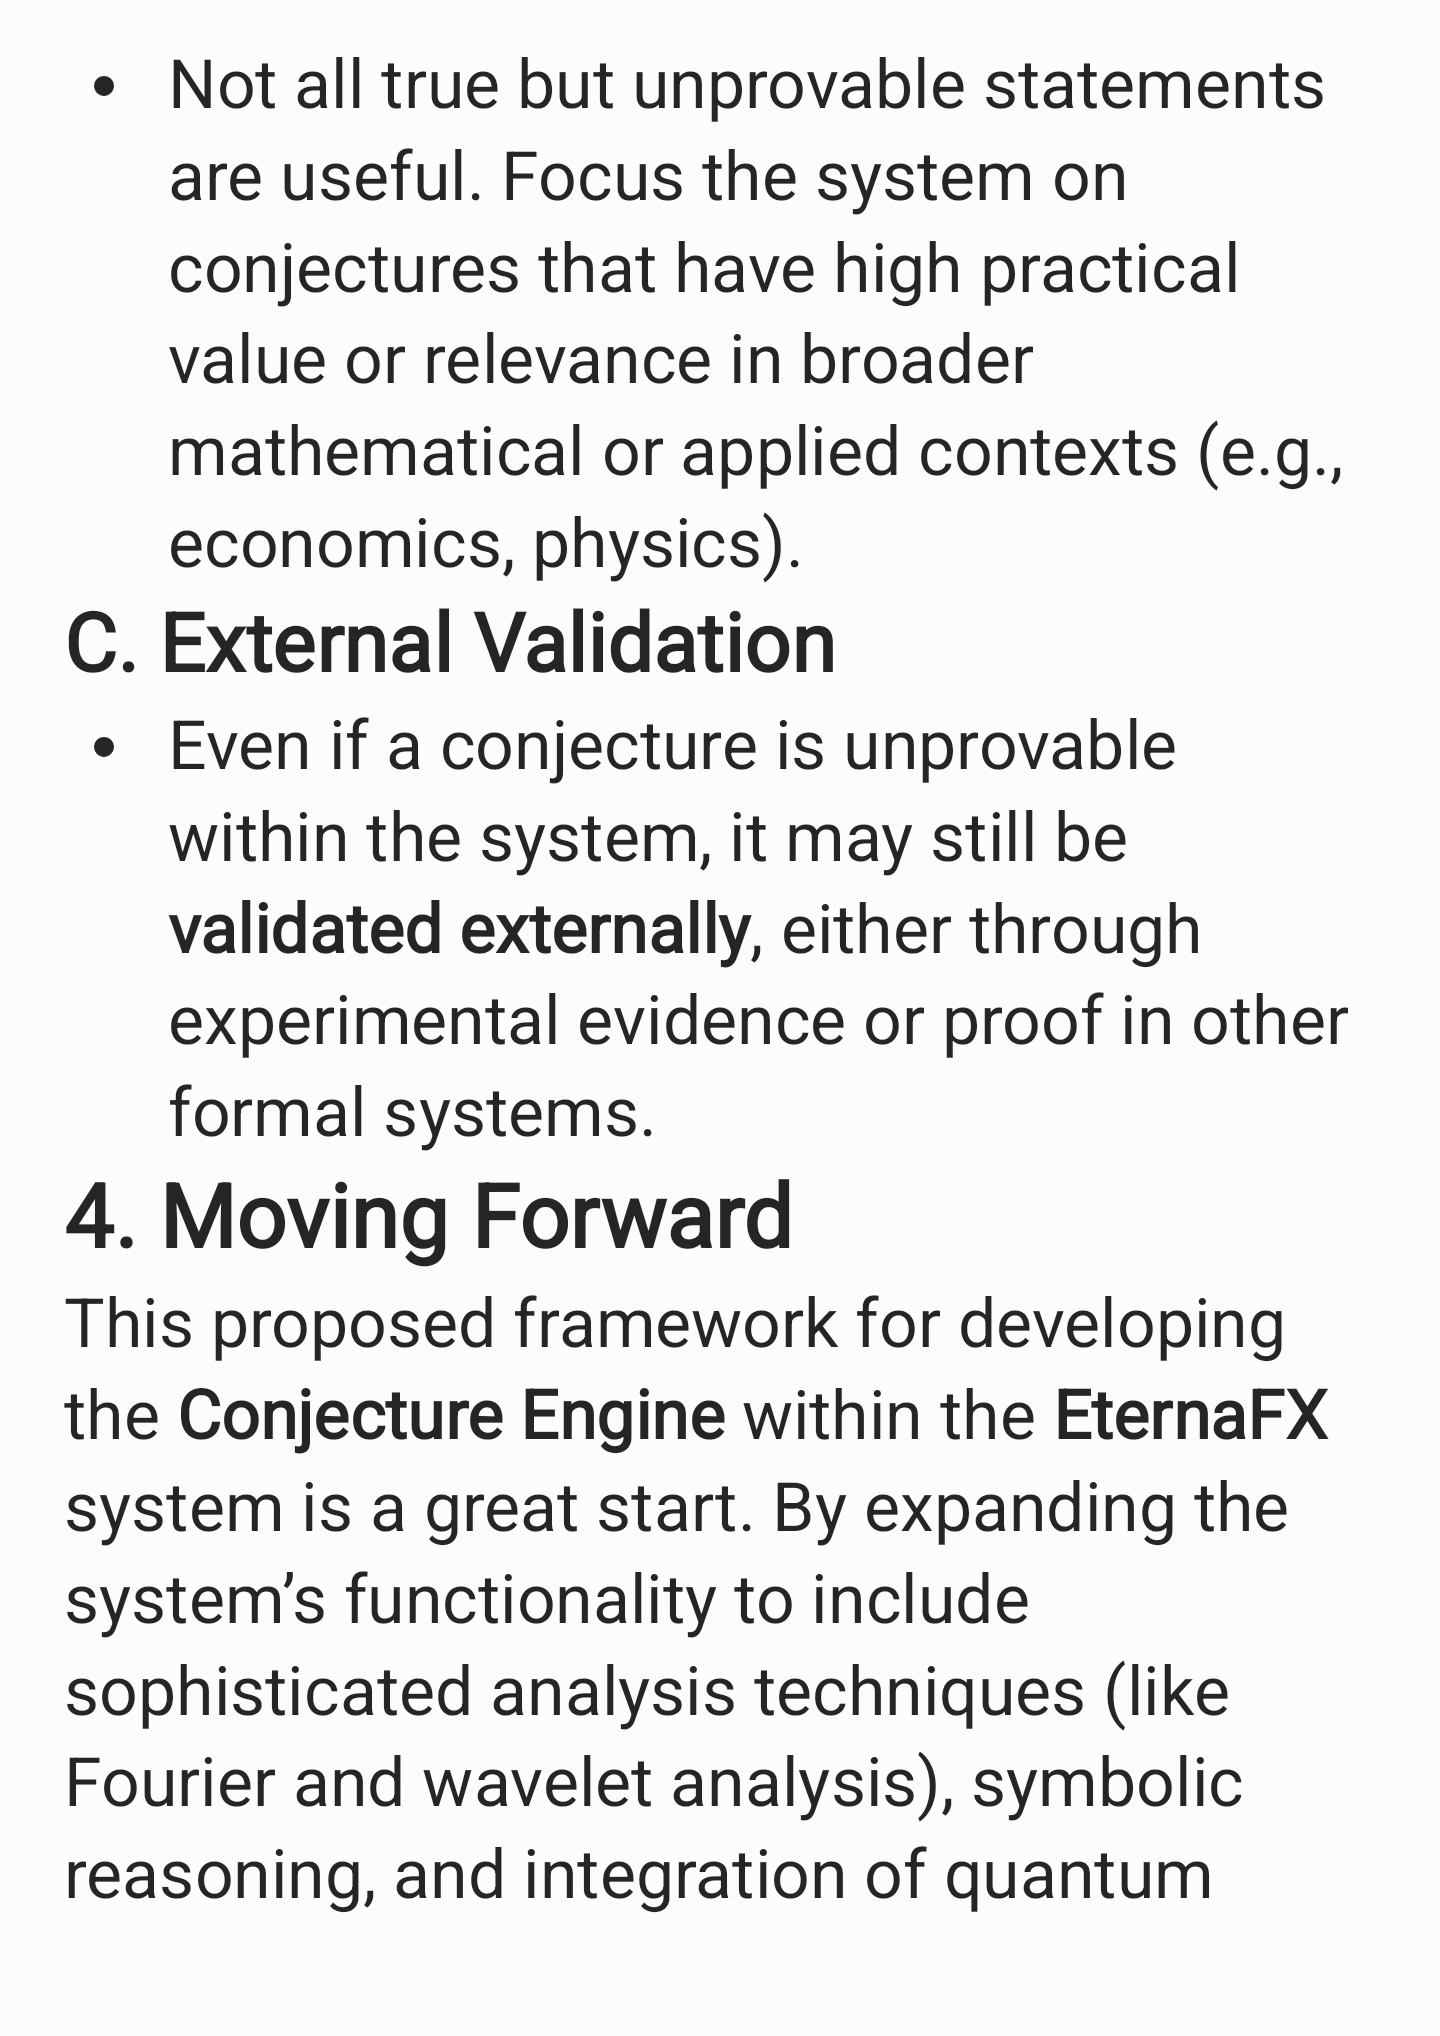 • Not all true but unprovable statements
are useful. Focus the system on
conjectures that have high practical
value or relevance in broader
mathematical or applied contexts (e.g.,
economics, physics).
C. External Validation
• Even if a conjecture is unprovable
within the system, it may still be
validated externally, either through
experimental evidence or proof in other
formal systems.
4. Moving Forward
This proposed framework for developing
the Conjecture Engine within the EternaFX
system is a great start. By expanding the
system’s functionality to include
sophisticated analysis techniques (like
Fourier and wavelet analysis), symbolic
reasoning, and integration of quantum